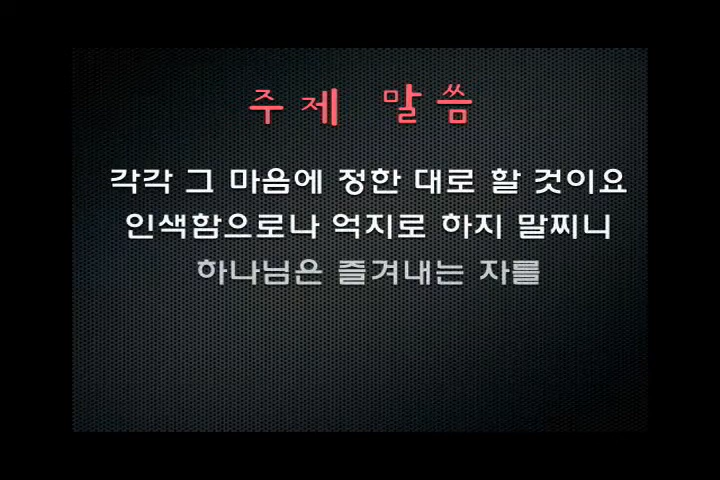 주제 말씀
각각 그 마음에 정한 대로 할 것이요
인색함으로나 억지로 하지 말찌니
하나님은 즐겨내는 자를